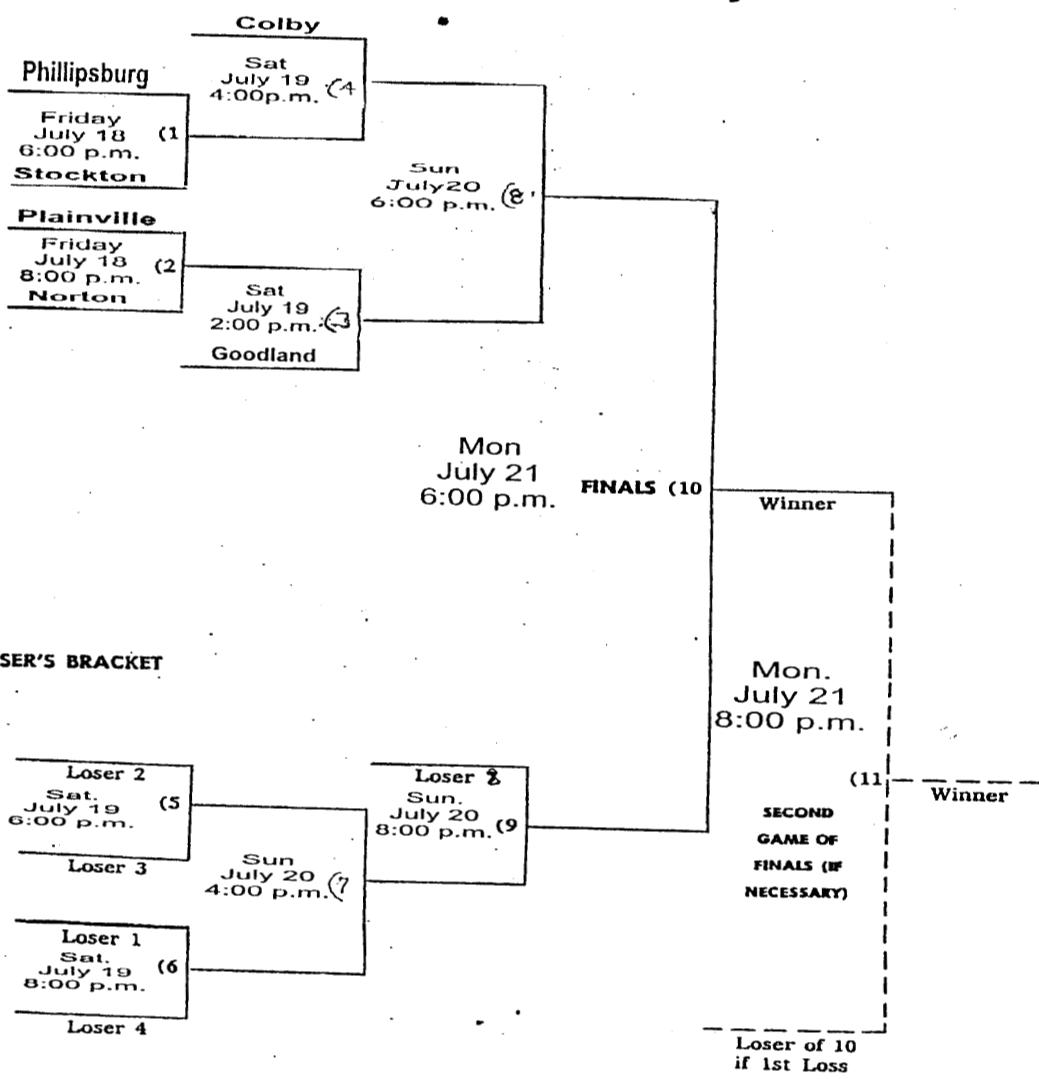 Colby
Sat
July 19
4:00p.m. (4
Phillipsburg
Friday
July 18 (1
6:00 p.m.
Stockton
Sun
July20
6:00 p.m. (8
Plainville
Friday
July 18 (2
8:00 p.m.
Norton
Sat
July 19
2:00 p.m. (3
Goodland
Mon
July 21
6:00 p.m.
FINALS (10
Winner
SER'S BRACKET
Mon.
July 21
8:00 p.m.
(11
Winner
SECOND
GAME OF
FINALS (IF
NECESSARY)
Loser 2
Sat.
July 19 (5
6:00 p.m.
Loser 3
Loser 8
Sun.
July 20
8:00 p.m. (9
Sun
July 20
4:00 p.m. (7
Loser 1
Sat.
July 19 (6
8:00 p.m.
Loser 4
Loser of 10
if 1st Loss